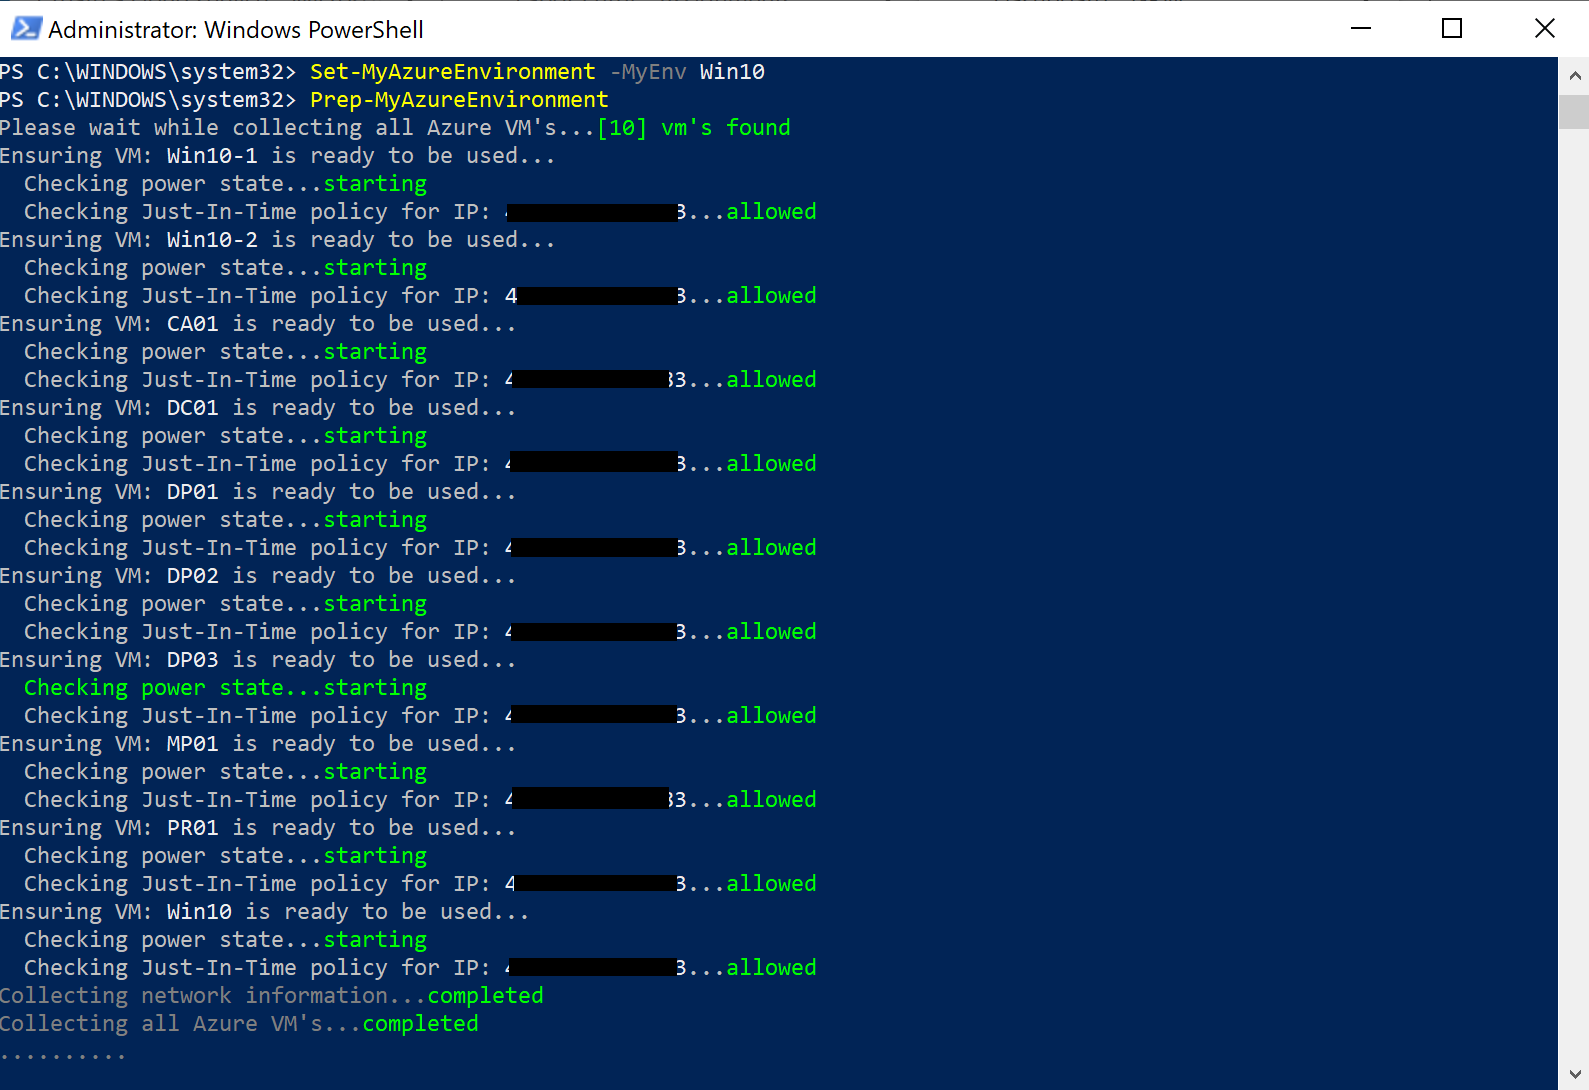 Administrator: Windows PowerShell
PS C:\WINDOWS\system32> Set-MyAzureEnvironment -MyEnv Win10
PS C:\WINDOWS\system32> Prep-MyAzureEnvironment
Please wait while collecting all Azure VM's...[10] vm's found
Ensuring VM: Win10-1 is ready to be used...
Checking power state...starting
Checking Just-In-Time policy for IP: 3...allowed
Ensuring VM: Win10-2 is ready to be used...
Checking power state...starting
Checking Just-In-Time policy for IP: 4 3...allowed
Ensuring VM: CA01 is ready to be used...
Checking power state...starting
Checking Just-In-Time policy for IP: 4 3...allowed
Ensuring VM: DC01 is ready to be used...
Checking power state...starting
Checking Just-In-Time policy for IP: 3...allowed
Ensuring VM: DP01 is ready to be used...
Checking power state...starting
Checking Just-In-Time policy for IP: 4 3...allowed
Ensuring VM: DP02 is ready to be used...
Checking power state...starting
Checking Just-In-Time policy for IP: 4 3...allowed
Ensuring VM: DP03 is ready to be used...
Checking power state...starting
Checking Just-In-Time policy for IP: 4 3...allowed
Ensuring VM: MP01 is ready to be used...
Checking power state...starting
Checking Just-In-Time policy for IP: 4 3...allowed
Ensuring VM: PR01 is ready to be used...
Checking power state...starting
Checking Just-In-Time policy for IP: 4 3...allowed
Ensuring VM: Win10 is ready to be used...
Checking power state...starting
Checking Just-In-Time policy for IP: 3...allowed
Collecting network information...completed
Collecting all Azure VM's...completed
..........